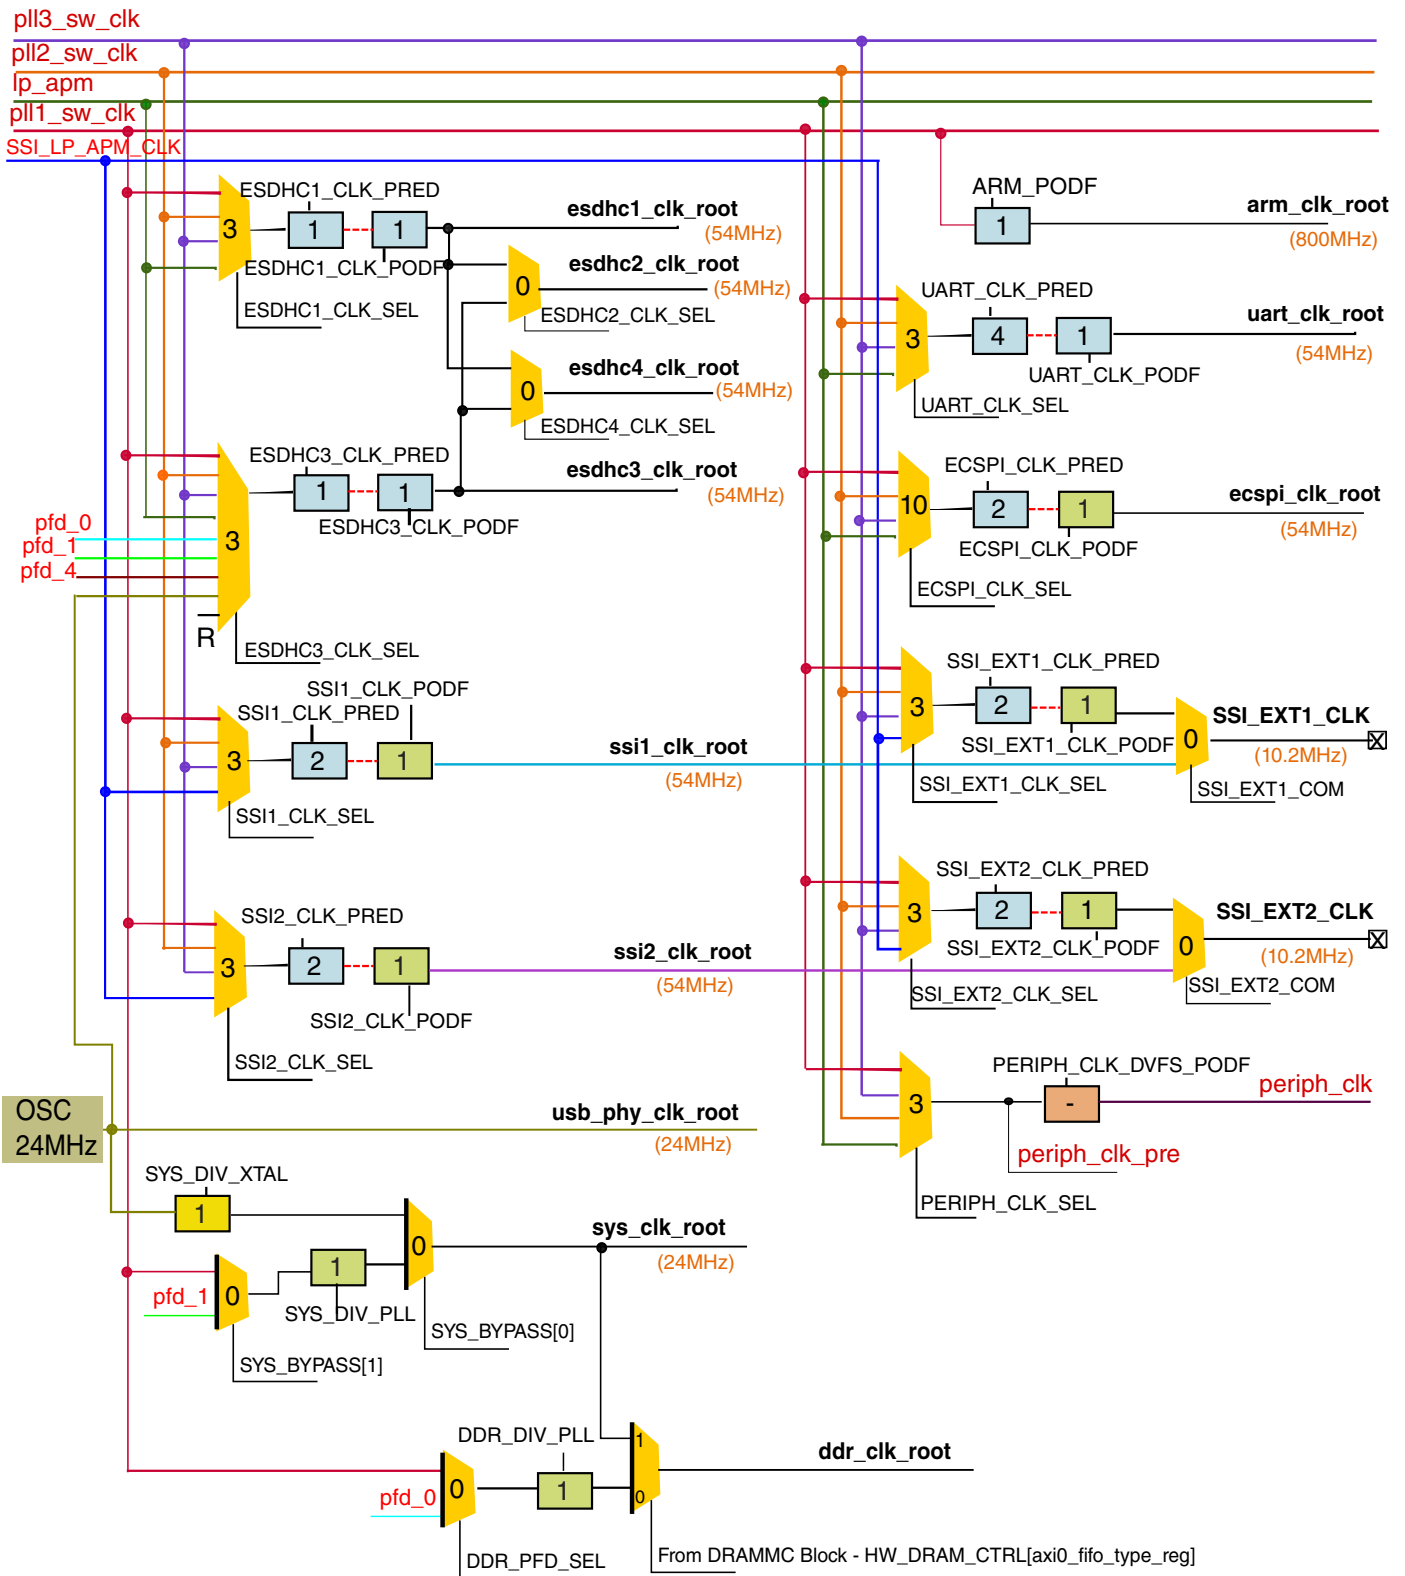 pll3_sw_clk
pll2_sw_clk
lp_apm
pll1_sw_clk
SSI_LP_APM_CLK
ESDHC1_CLK_PRED
3
1
1
ESDHC1_CLK_PODF
ESDHC1_CLK_SEL
esdhc1_clk_root
(54MHz)
esdhc2_clk_root
0
(54MHz)
ESDHC2_CLK_SEL
esdhc4_clk_root
0
(54MHz)
ESDHC4_CLK_SEL
ESDHC3_CLK_PRED
esdhc3_clk_root
1
1
(54MHz)
ESDHC3_CLK_PODF
pfd_0
pfd_1
pfd_4
3
R
ESDHC3_CLK_SEL
SSI1_CLK_PODF
SSI1_CLK_PRED
3
2
1
ssi1_clk_root
(54MHz)
SSI1_CLK_SEL
SSI2_CLK_PRED
3
2
1
ssi2_clk_root
(54MHz)
SSI2_CLK_PODF
SSI2_CLK_SEL
OSC
24MHz
usb_phy_clk_root
(24MHz)
SYS_DIV_XTAL
1
0
sys_clk_root
(24MHz)
pfd_1
0
1
SYS_DIV_PLL
SYS_BYPASS[0]
SYS_BYPASS[1]
DDR_DIV_PLL
pfd_0
0
1
1
0
ddr_clk_root
DDR_PFD_SEL
From DRAMMC Block - HW_DRAM_CTRL[axi0_fifo_type_reg]
ARM_PODF
1
arm_clk_root
(800MHz)
UART_CLK_PRED
3
4
1
uart_clk_root
(54MHz)
UART_CLK_PODF
UART_CLK_SEL
ECSPI_CLK_PRED
10
2
1
ecspi_clk_root
(54MHz)
ECSPI_CLK_PODF
ECSPI_CLK_SEL
SSI_EXT1_CLK_PRED
3
2
1
SSI_EXT1_CLK_PODF
0
SSI_EXT1_CLK
(10.2MHz)
SSI_EXT1_CLK_SEL
SSI_EXT1_COM
SSI_EXT2_CLK_PRED
3
2
1
SSI_EXT2_CLK_PODF
0
SSI_EXT2_CLK
(10.2MHz)
SSI_EXT2_CLK_SEL
SSI_EXT2_COM
PERIPH_CLK_DVFS_PODF
3
-
periph_clk
periph_clk_pre
PERIPH_CLK_SEL